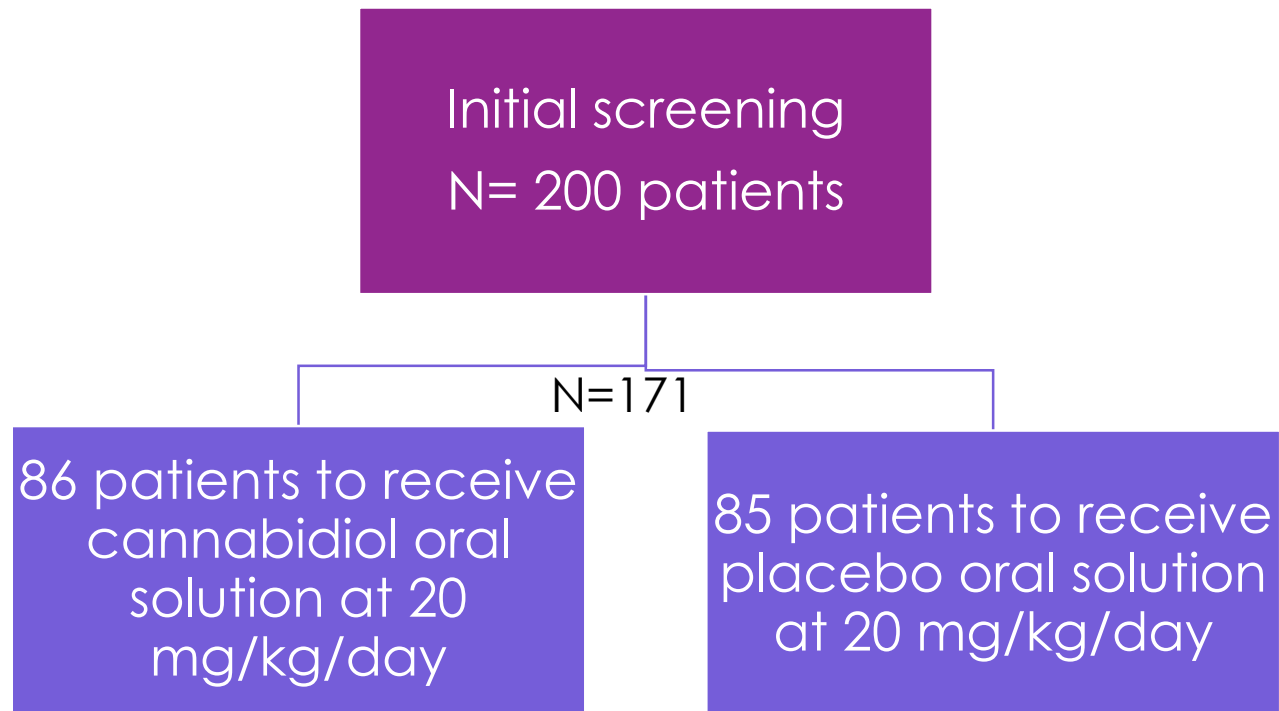 Initial screening
N= 200 patients
N=171
86 patients to receive
cannabidiol oral
solution at 20
mg/kg/day
85 patients to receive
placebo oral solution
at 20 mg/kg/day